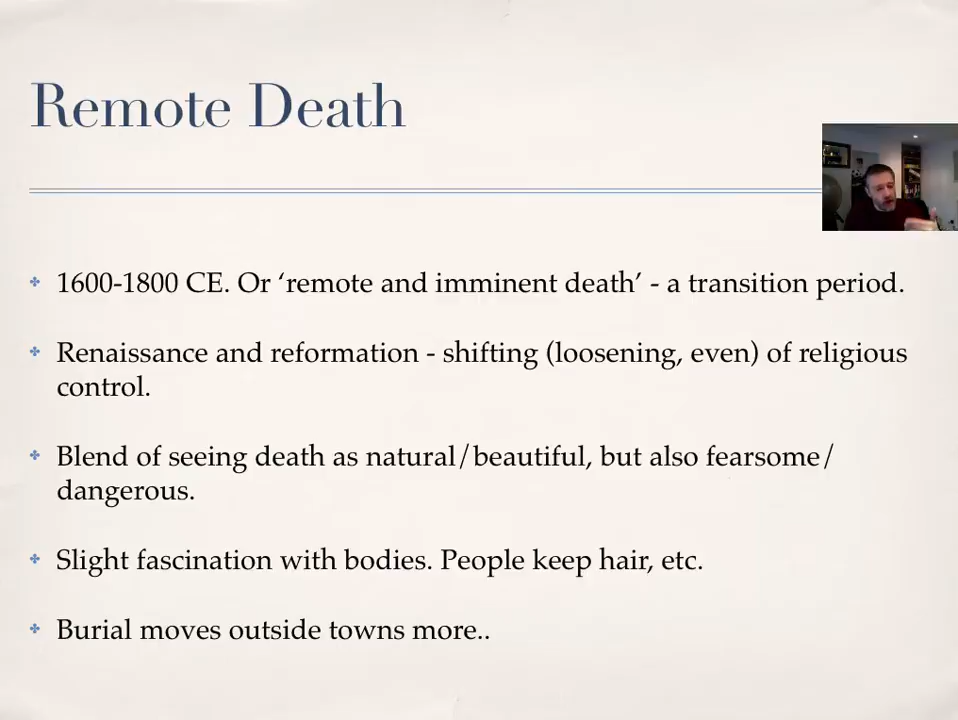 Remote Death
1600-1800 CE. Or ‘remote and imminent death’ - a transition period.
Renaissance and reformation - shifting (loosening, even) of religious
control.
Blend of seeing death as natural/beautiful, but also fearsome/
dangerous.
Slight fascination with bodies. People keep hair, etc.
Burial moves outside towns more..